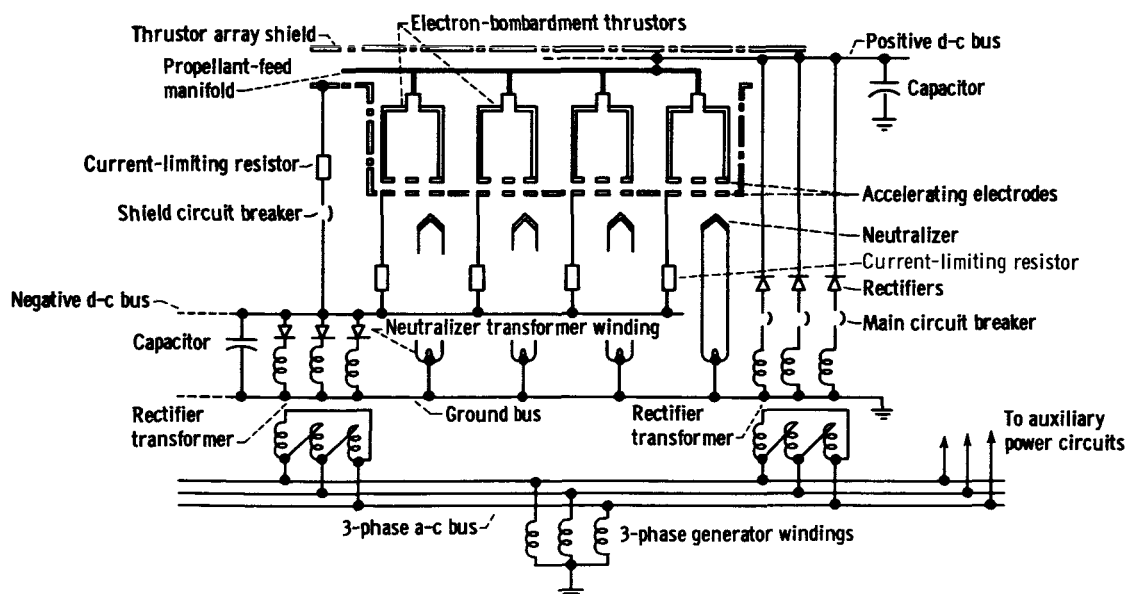 Electron-bombardment thrustors
Thrustor array shield
Positive d-c bus
Propellant-feed
manifold
Capacitor
Current-limiting resistor
Accelerating electrodes
Shield circuit breaker
Neutralizer
Current-limiting resistor
Rectifiers
Negative d-c bus
Main circuit breaker
Neutralizer transformer winding
Capacitor
Rectifier
transformer
Ground bus
Rectifier
transformer
To auxiliary
power circuits
3-phase a-c bus
3-phase generator windings